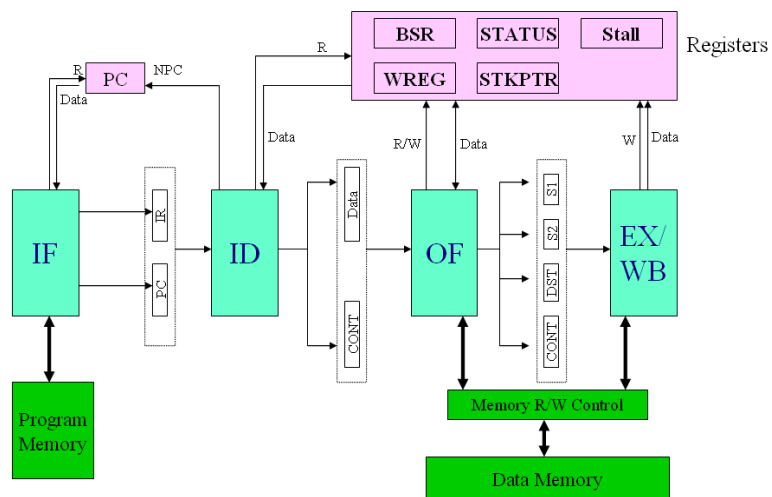 BSR
STATUS
Stall
Registers
R
WREG
STKPTR
R
PC
NPC
Data
Data
R/W
Data
W
Data
IF
IR
PC
ID
Data
CONT
OF
S1
S2
DST
CONT
EX/
WB
Program
Memory
Memory R/W Control
Data Memory